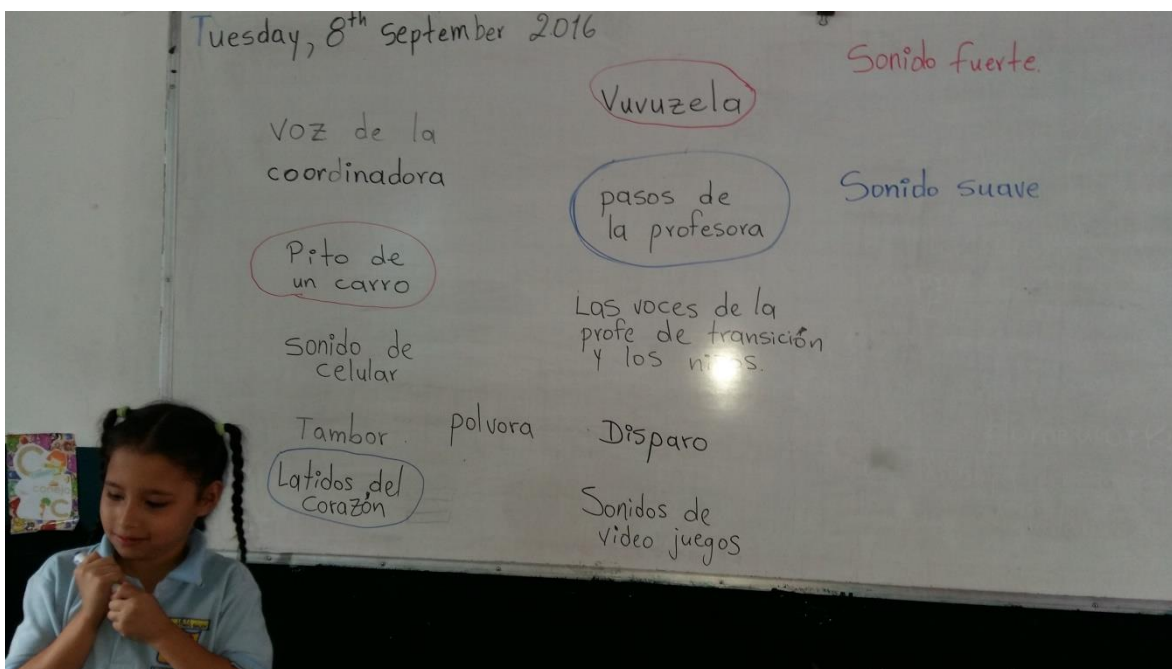 Tuesday, 8th September 2016
Sonido fuerte.
Vuvuzela
voz de la
coordinadora
Sonido suave
pasos de
la profesora
Pito de
un carro
Las voces de la
profe de transición
y los
sonido de
celular
Tambor
polvora
Disparo
Latidos del
corazón
Sonidos de
video juegos